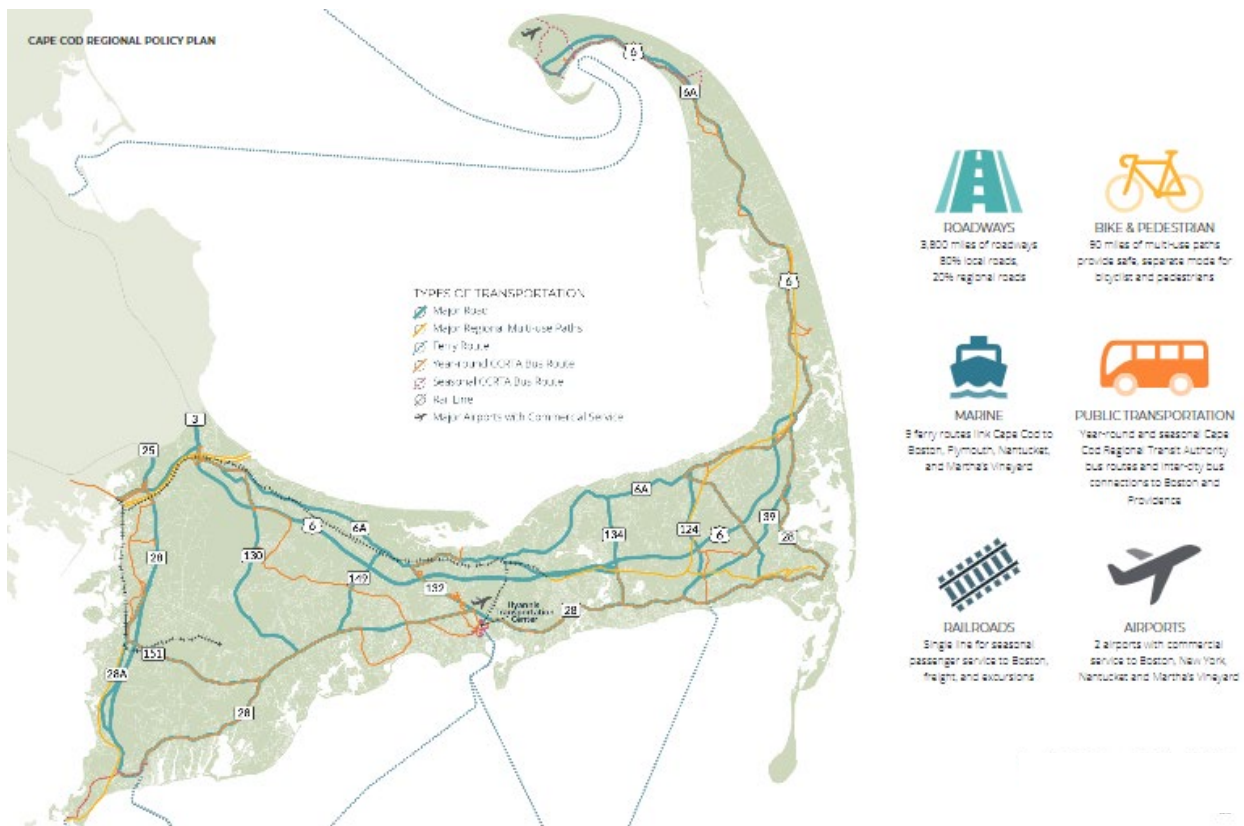 CAPE COD REGIONAL POLICY PLAN
6
6A
6
TYPES OF TRANSPORTATION
Major Road
Major Regional Multi-use Paths
Ferry Route
Year-round CCRTA Bus Route
Seasonal CCRTA Bus Route
Rail Line
Major Airports with Commercial Service
3
25
6A
6
6A
134
124
6
39
28
28
130
149
132
Hyannis
Transportation
Center
28
151
28A
28
ROADWAYS
3,800 miles of roadways
80% local roads,
20% regional roads
BIKE & PEDESTRIAN
90 miles of multi-use paths
provide safe, separate mode for
bicyclist and pedestrians
MARINE
9 ferry routes link Cape Cod to
Boston, Plymouth, Nantucket,
and Martha's Vineyard
PUBLIC TRANSPORTATION
Year-round and seasonal Cape
Cod Regional Transit Authority
bus routes and inter-city bus
connections to Boston and
Providence
RAILROADS
Single line for seasonal
passenger service to Boston,
freight, and excursions
AIRPORTS
2 airports with commercial
service to Boston, New York,
Nantucket and Martha's Vineyard